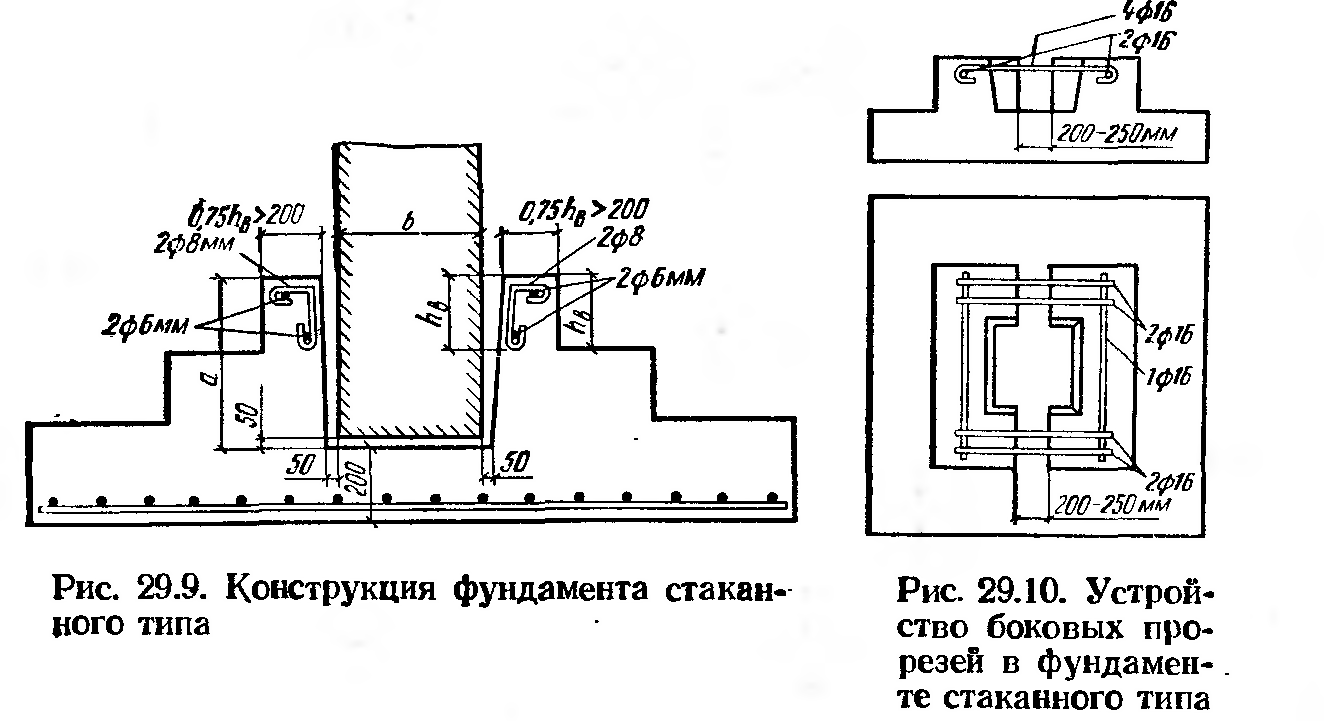 0,75hв>200
2ф8мм
2ф6мм
a
50
50
200
b
0,75hв>200
2ф8
2ф6мм
hв
hв
50
Рис. 29.9. Конструкция фундамента стакан-
ного типа
4ф16
2ф16
200-250мм
2ф16
1ф16
2ф16
200-250мм
Рис. 29.10. Устрой-
ство боковых про-
резей в фундамен-
те стаканного типа